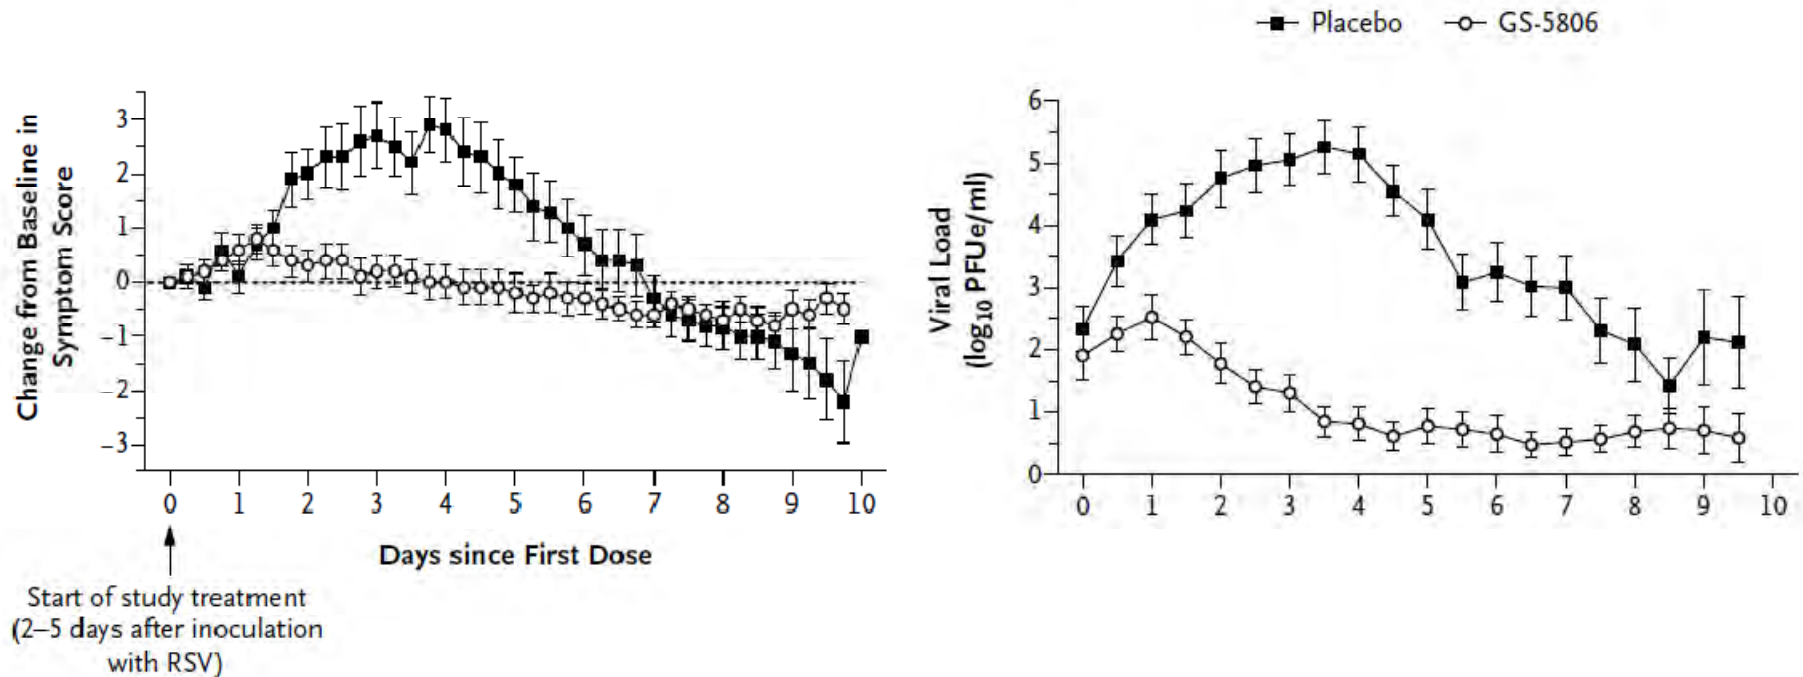 Placebo GS-5806
Change from Baseline in
Symptom Score
3
2
1
0
–1
–2
–3
0 1 2 3 4 5 6 7 8 9 10
Days since First Dose
Start of study treatment
(2–5 days after inoculation
with RSV)
Viral Load
(log10 PFUe/ml)
6
5
4
3
2
1
0
0 1 2 3 4 5 6 7 8 9 10